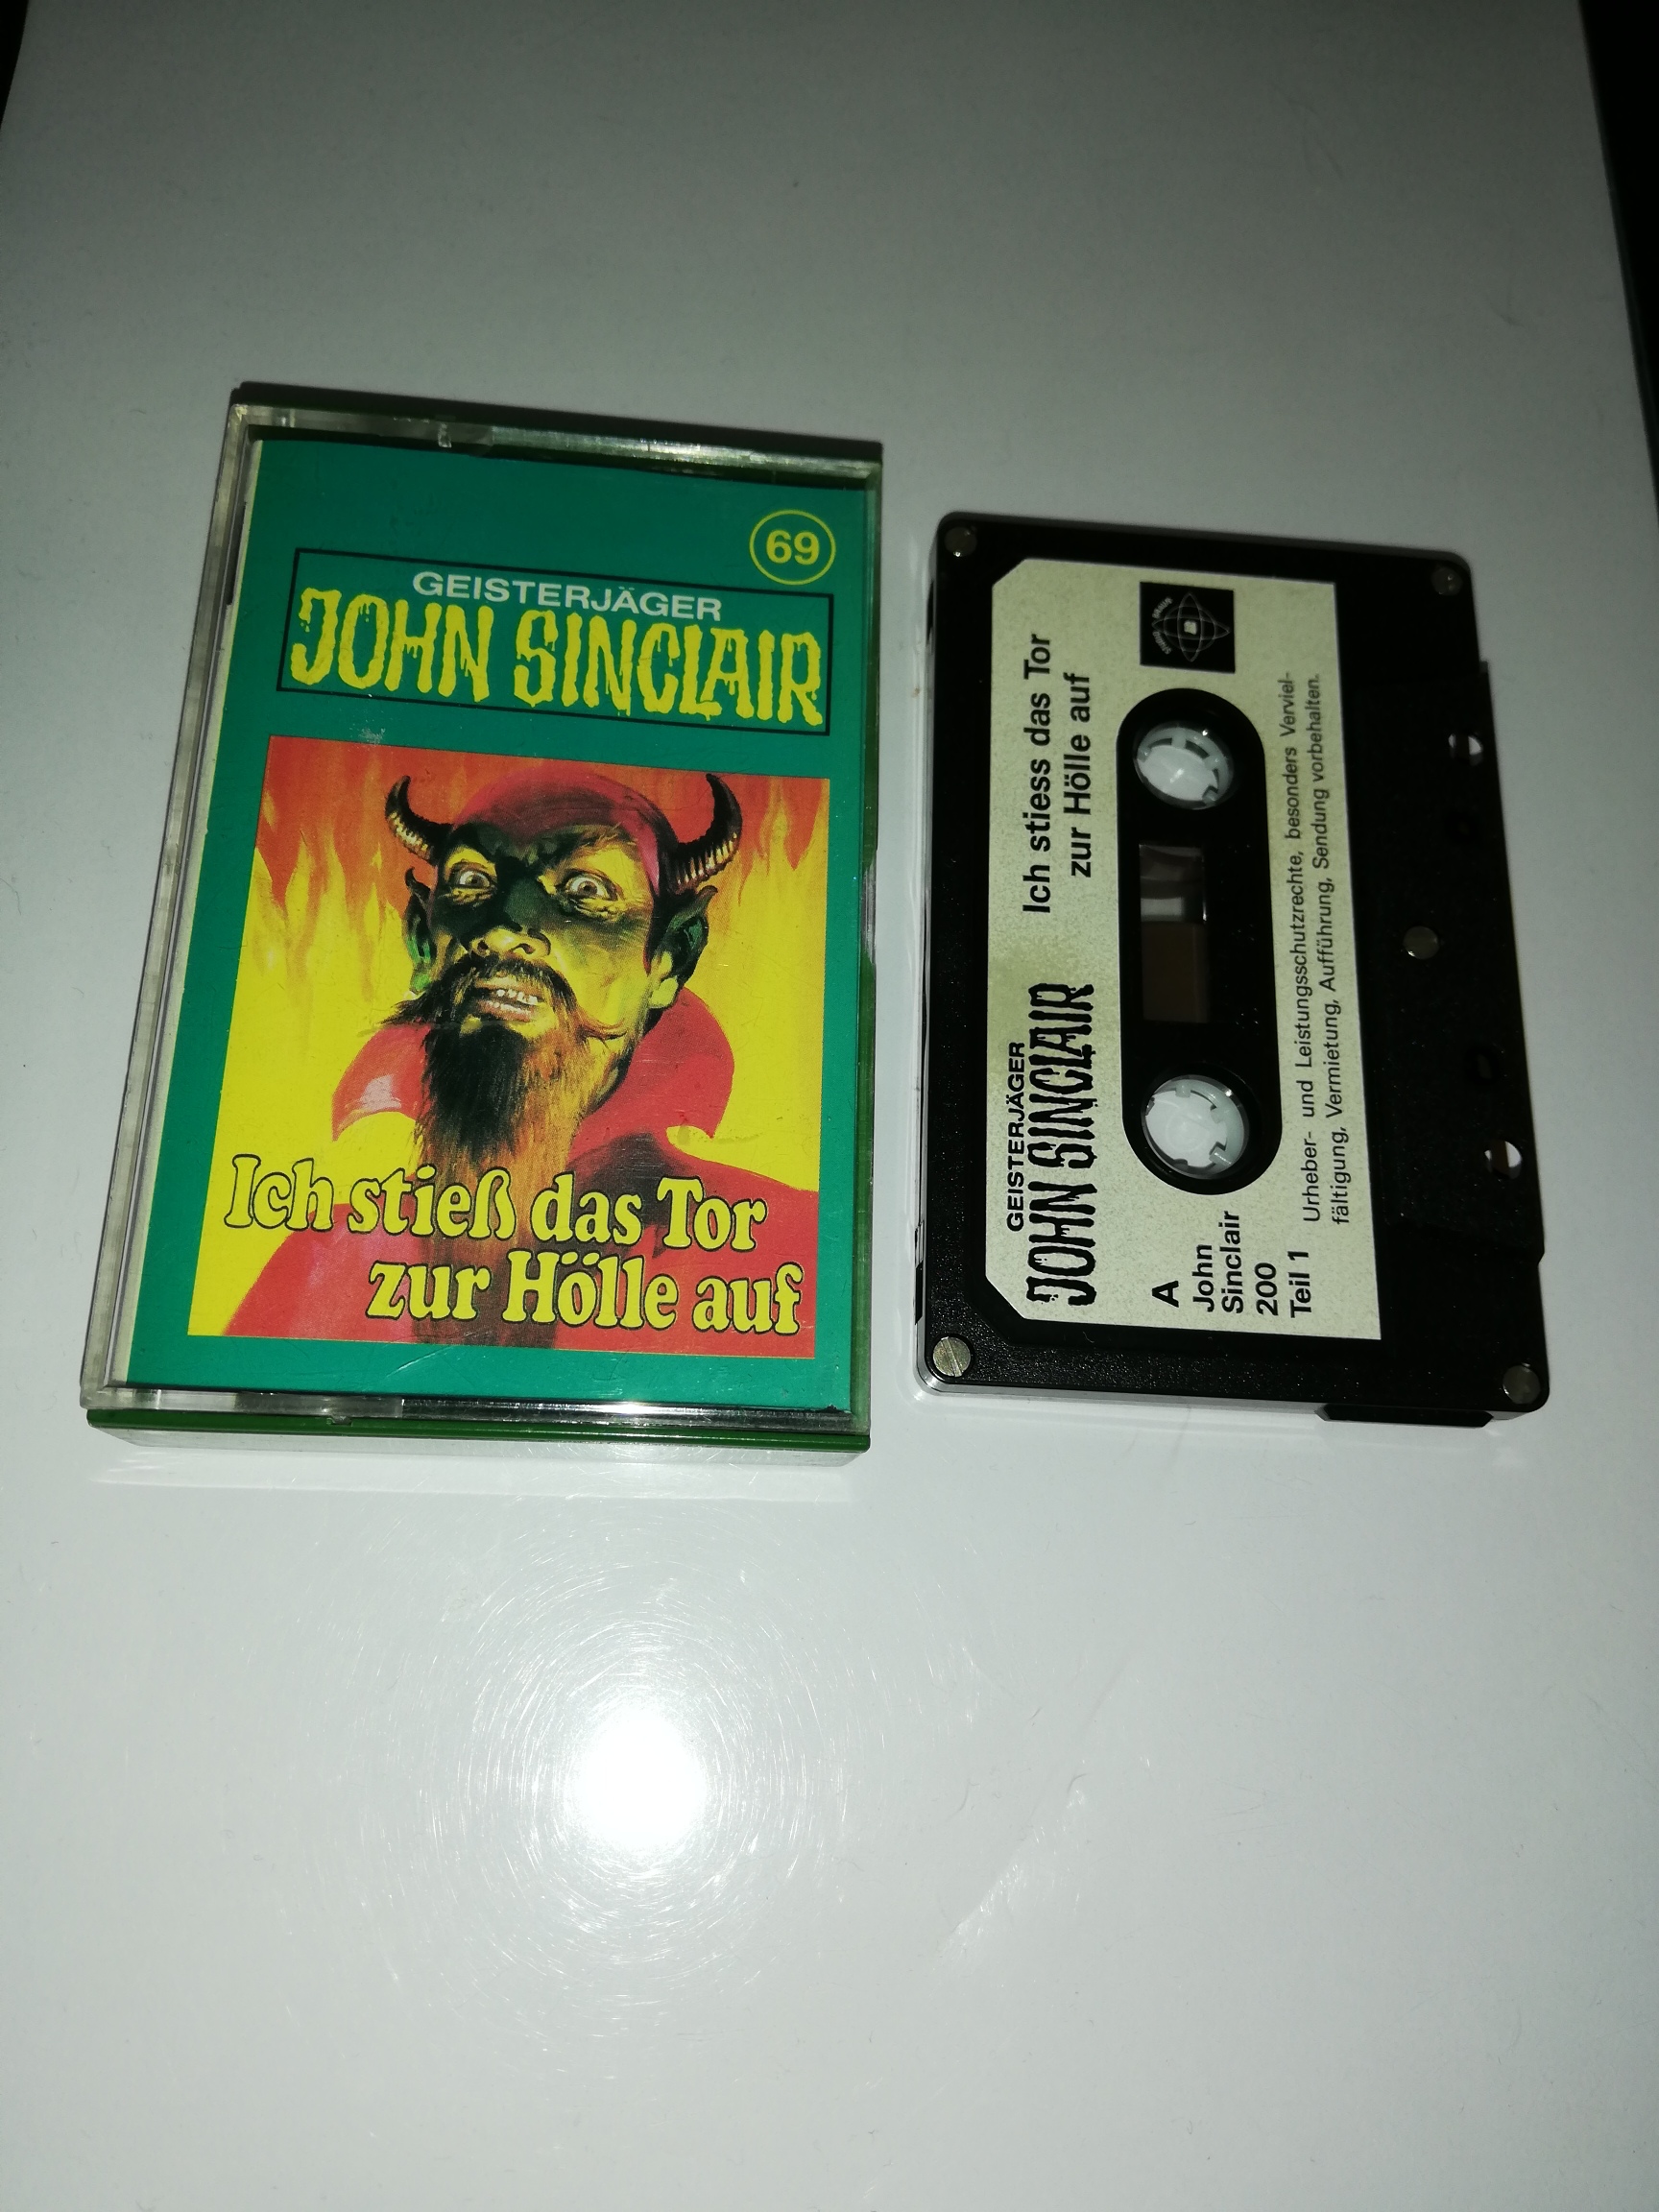 69
GEISTERJÄGER
JOHN SINCLAIR
Ich stieß das Tor
zur Hölle auf
GEISTERJÄGER
JOHN SINCLAIR
Ich stiess das Tor
zur Hölle auf
A
John
Sinclair
200
Teil 1
Urheber- und Leistungsschutzrechte, besonders Verviel-
fältigung, Vermietung, Aufführung, Sendung vorbehalten.